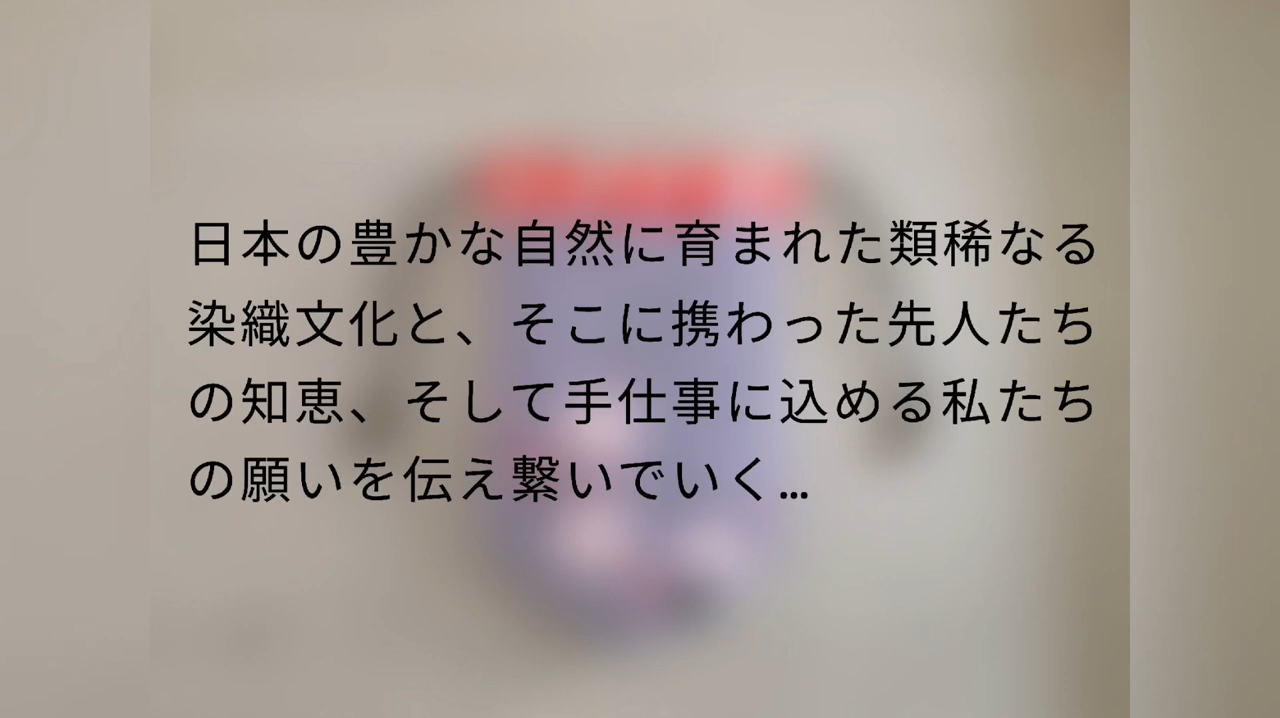 日本の豊かな自然に育まれた類稀なる
染織文化と、そこに携わった先人たち
の知恵、そして手仕事に込める私たち
の願いを伝え繋いでいく…